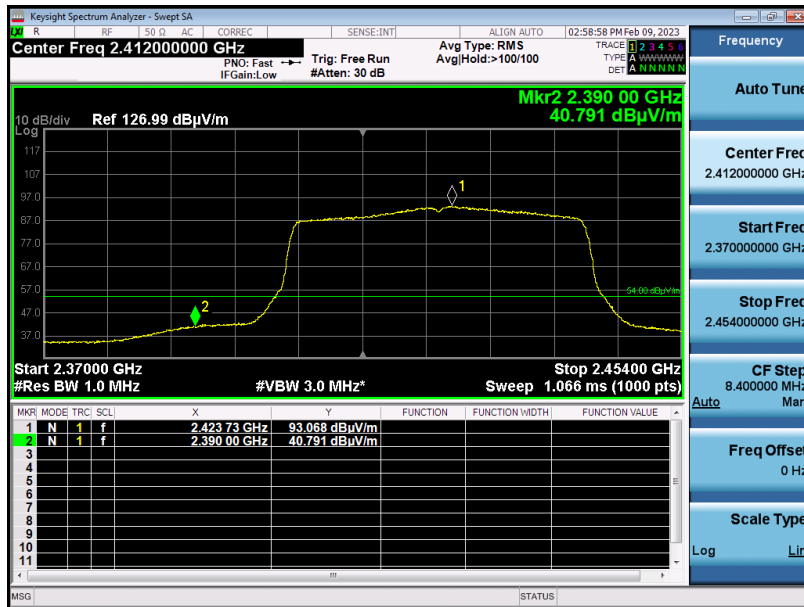 Keysight Spectrum Analyzer - Swept SA
LXI R RF 50 Ω AC CORREC SENSE:INT ALIGN AUTO 02:58:58 PM Feb 09, 2023
Center Freq 2.412000000 GHz
PNO: Fast
IFGain:Low
Trig: Free Run
#Atten: 30 dB
Avg Type: RMS
Avg|Hold:>100/100
TRACE 1 2 3 4 5 6
TYPE A WWWWW
DET A N N N N N
Mkr2 2.390 00 GHz
40.791 dBµV/m
10 dB/div Ref 126.99 dBµV/m
Log
117
107
97.0
87.0
77.0
67.0
57.0
47.0
37.0
1
2
54.00 dBµV/m
Start 2.37000 GHz Stop 2.45400 GHz
#Res BW 1.0 MHz #VBW 3.0 MHz* Sweep 1.066 ms (1000 pts)
MKR MODE TRC SCL X Y FUNCTION FUNCTION WIDTH FUNCTION VALUE
1 N 1 f 2.423 73 GHz 93.068 dBµV/m
2 N 1 f 2.390 00 GHz 40.791 dBµV/m
3
4
5
6
7
8
9
10
11
MSG STATUS
Frequency
Auto Tune
Center Freq
2.412000000 GHz
Start Freq
2.370000000 GHz
Stop Freq
2.454000000 GHz
CF Step
8.400000 MHz
Auto Man
Freq Offset
0 Hz
Scale Type
Log Lin